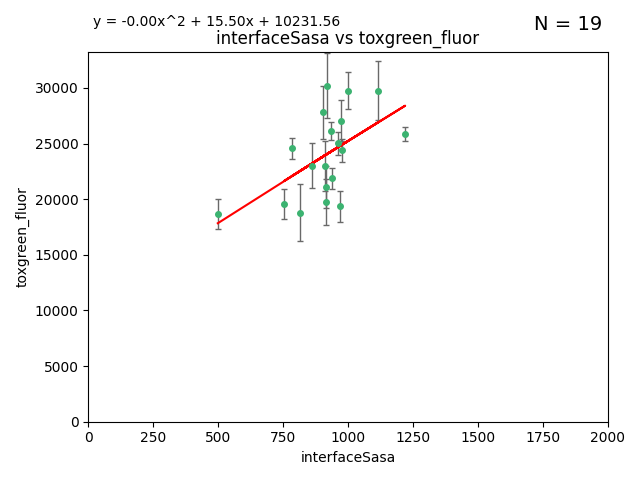 y = -0.00x^2 + 15.50x + 10231.56
N = 19
interfaceSasa vs toxgreen_fluor
30000
25000
20000
15000
10000
5000
0
toxgreen_fluor
0 250 500 750 1000 1250 1500 1750 2000
interfaceSasa